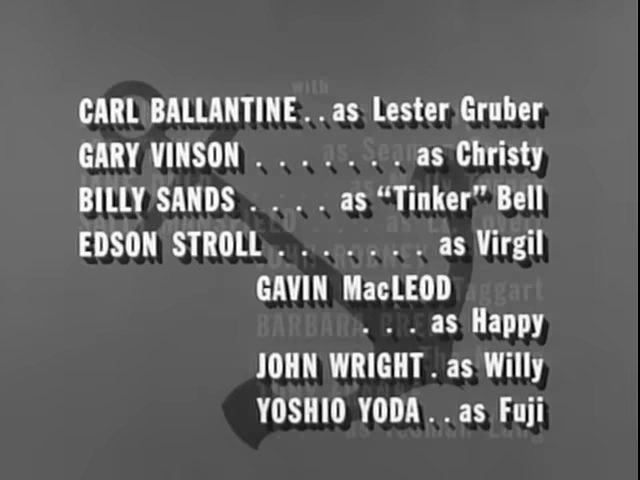 with
CARL BALLANTINE..as Lester Gruber
GARY VINSON . . . . . . . as Christy
BILLY SANDS . . . . as “Tinker” Bell
EDSON STROLL . . . . . . . as Virgil
GAVIN MacLEOD
. . . as Happy
JOHN WRIGHT . as Willy
YOSHIO YODA . . as Fuji